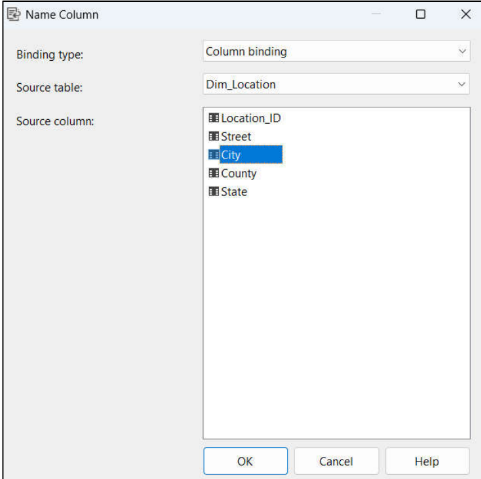 Name Column
Binding type: Column binding
Source table: Dim_Location
Source column: Location_ID
Street
City
County
State
OK Cancel Help